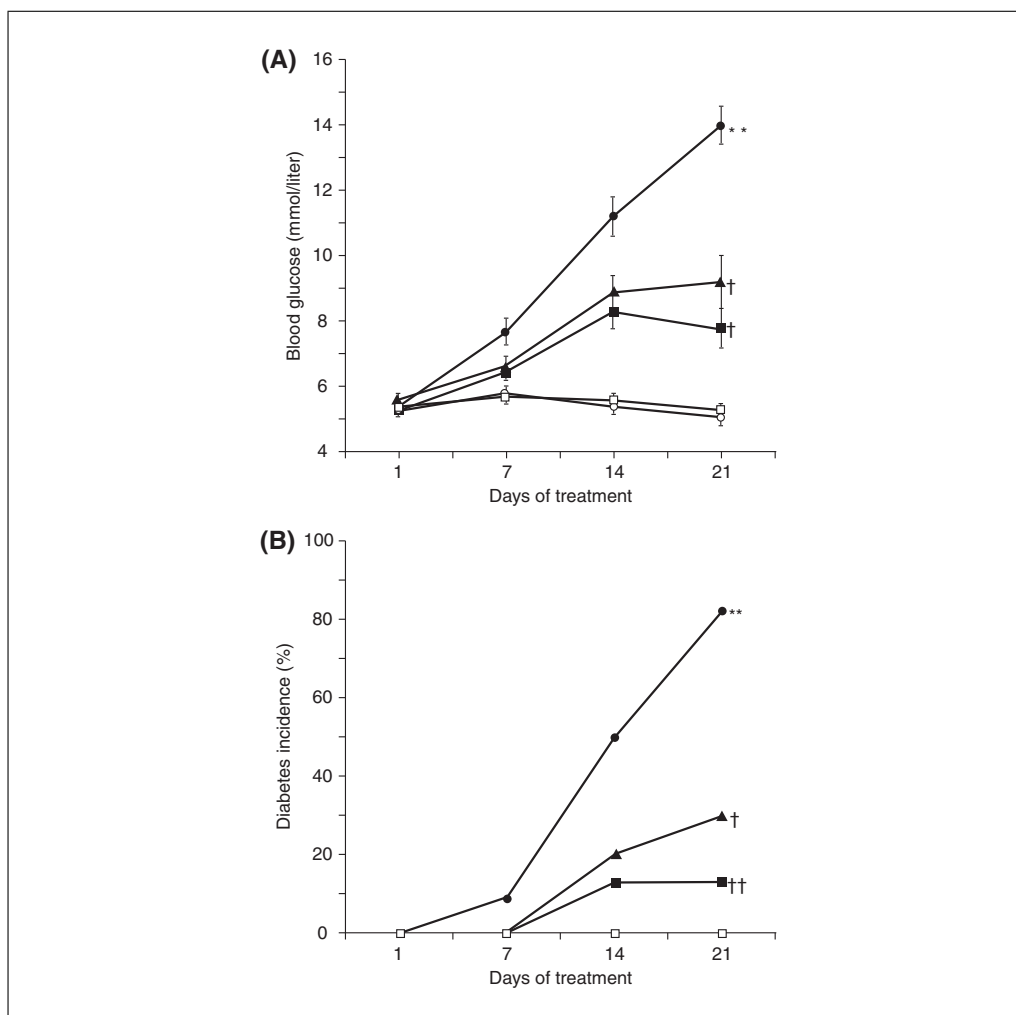 (A)
16
14
12
10
8
6
4
Blood glucose (mmol/liter)
**
†
†
1 7 14 21
Days of treatment
(B)
100
80
60
40
20
0
Diabetes incidence (%)
**
†
††
1 7 14 21
Days of treatment